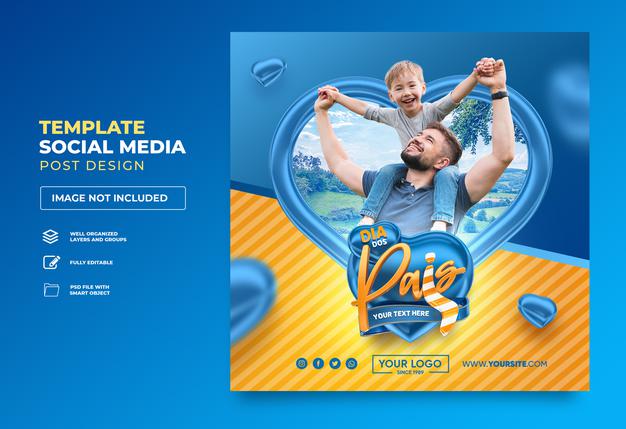 TEMPLATE
SOCIAL MEDIA
POST DESIGN
IMAGE NOT INCLUDED
WELL ORGANIZED
LAYERS AND GROUPS
FULLY EDITABLE
PSD FILE WITH
SMART OBJECT
DIA
DOS
Pais
YOUR TEXT HERE
YOUR LOGO
SINCE 1989
WWW.YOURSITE.COM